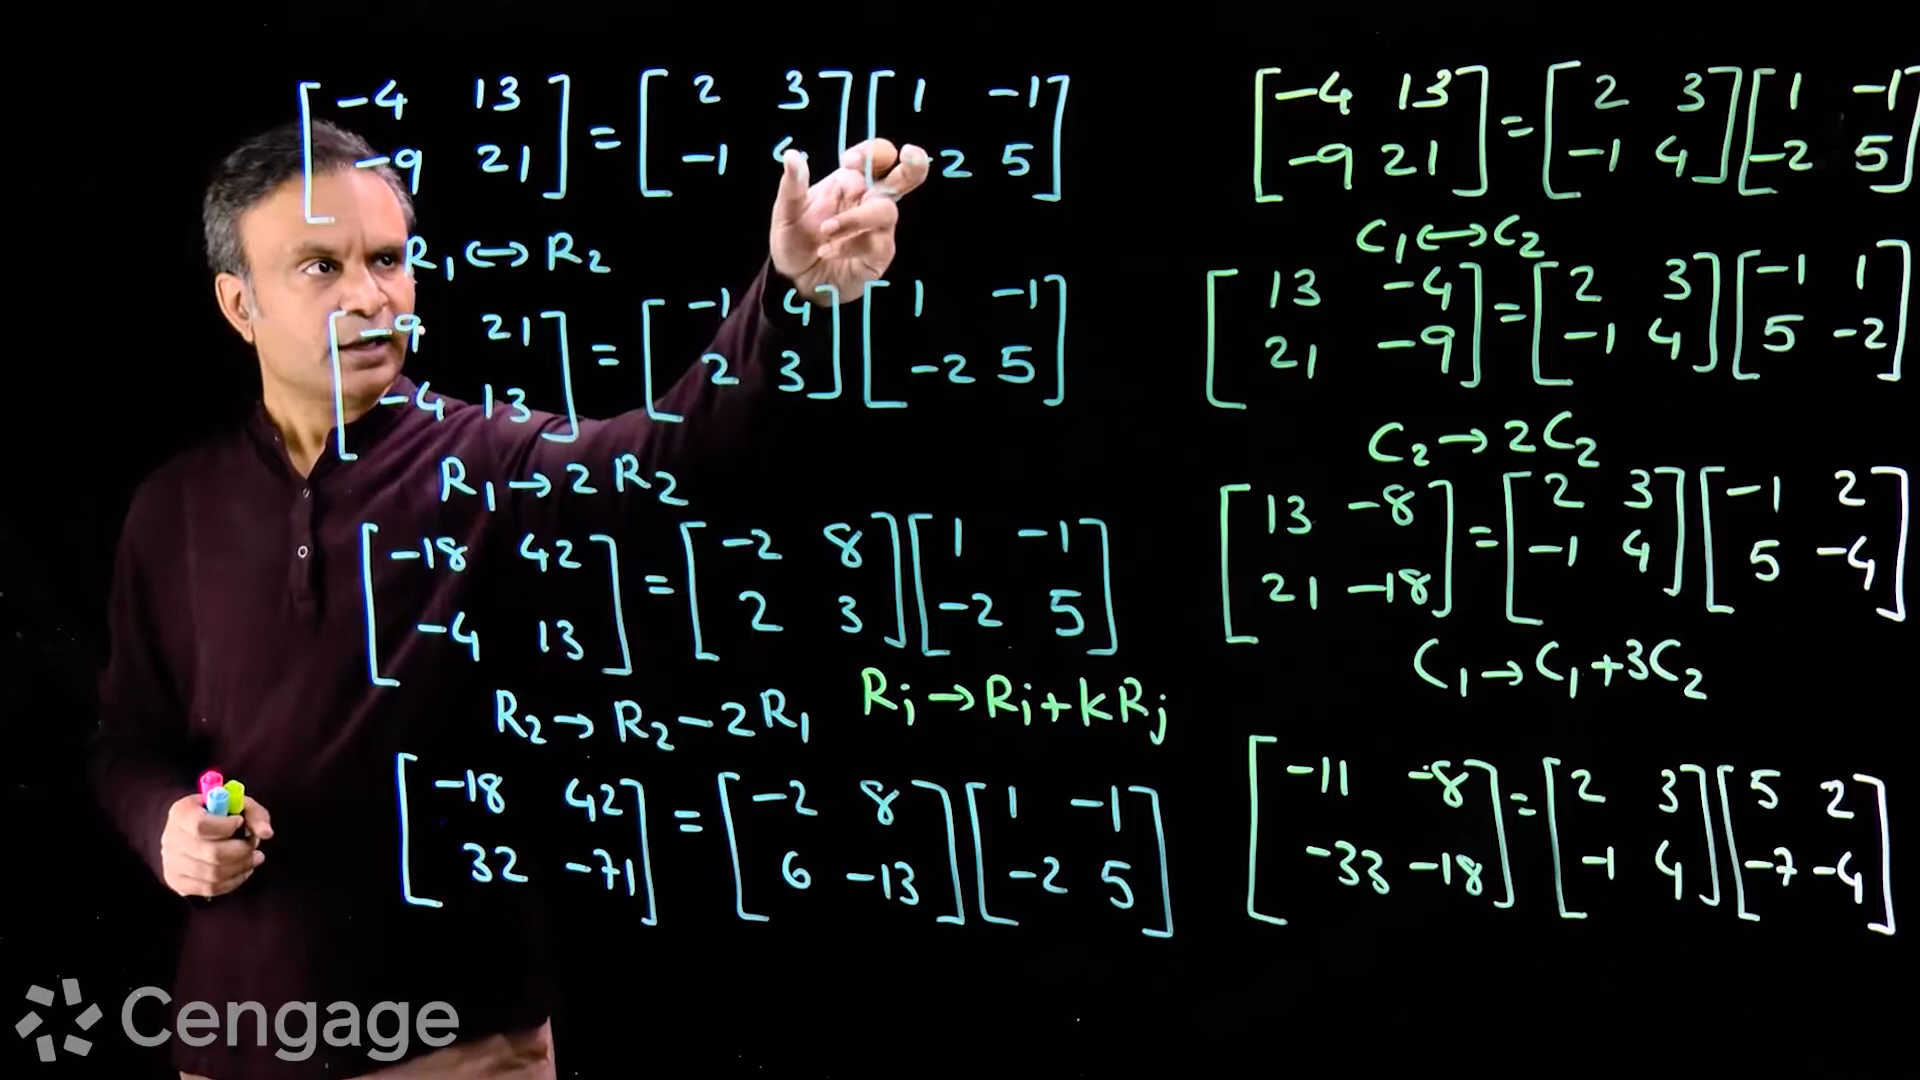 [-4 13] = [2 3] [1 -1]
[-9 21] [-1 4] [-2 5]
R₁ ↔ R₂
[-9 21] = [-1 4] [1 -1]
[-4 13] [2 3] [-2 5]
R₁ → 2 R₂
[-18 42] = [-2 8] [1 -1]
[-4 13] [2 3] [-2 5]
R₂ → R₂ - 2R₁
Rᵢ → Rᵢ + kRⱼ
[-18 42] = [-2 8] [1 -1]
[32 -71] [6 -13] [-2 5]
[-4 13] = [2 3] [1 -1]
[-9 21] [-1 4] [-2 5]
C₁ ↔ C₂
[13 -4] = [2 3] [-1 1]
[21 -9] [-1 4] [5 -2]
C₂ → 2C₂
[13 -8] = [2 3] [-1 2]
[21 -18] [-1 4] [5 -4]
C₁ → C₁ + 3C₂
[-11 -8] = [2 3] [5 2]
[-33 -18] [-1 4] [-7 -4]
Cengage